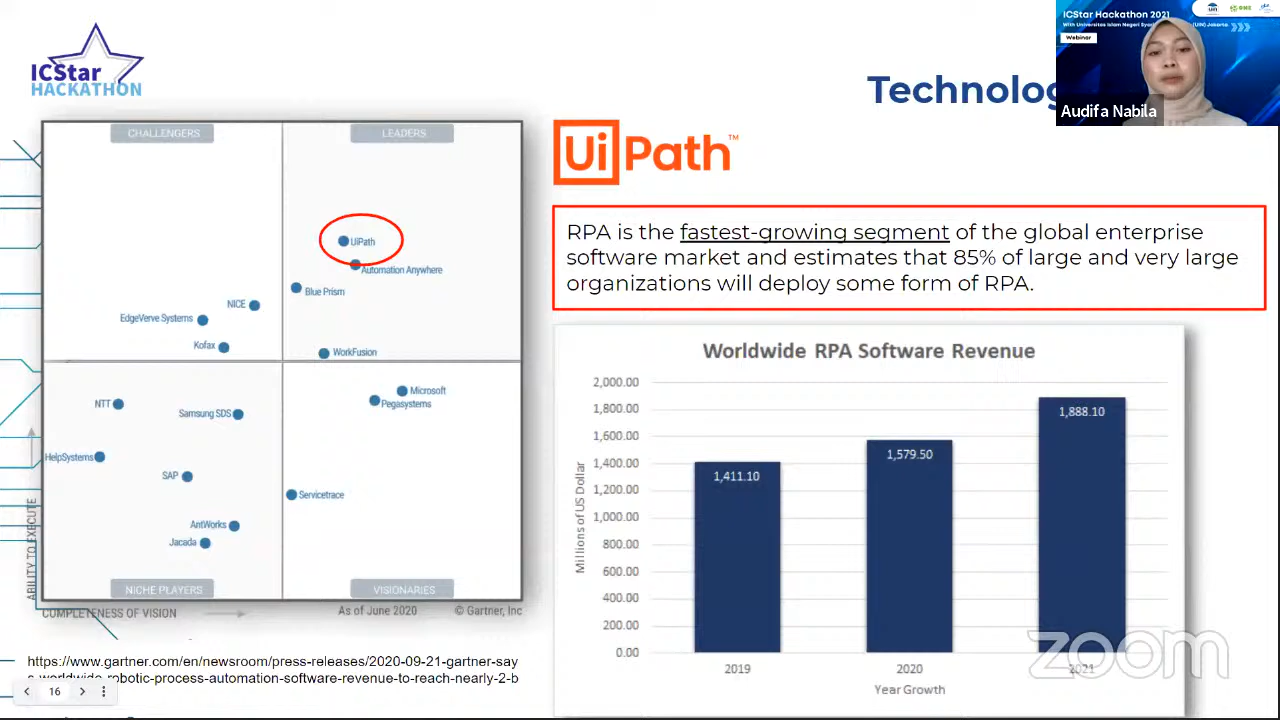 ICStar
HACKATHON
Technolog
ICStar Hackathon 2021
Webinar
Audifa Nabila
CHALLENGERS
LEADERS
UiPath
Automation Anywhere
Blue Prism
NICE
EdgeVerve Systems
Kofax
WorkFusion
Microsoft
Pegasystems
NTT
Samsung SDS
HelpSystems
SAP
Servicetrace
AntWorks
Jacada
NICHE PLAYERS
VISIONARIES
ABILITY TO EXECUTE
COMPLETENESS OF VISION
As of June 2020
© Gartner, Inc
https://www.gartner.com/en/newsroom/press-releases/2020-09-21-gartner-say
s-worldwide-robotic-process-automation-software-revenue-to-reach-nearly-2-b
16
UiPath™
RPA is the fastest-growing segment of the global enterprise
software market and estimates that 85% of large and very large
organizations will deploy some form of RPA.
Worldwide RPA Software Revenue
Millions of US Dollar
2,000.00
1,800.00
1,600.00
1,400.00
1,200.00
1,000.00
800.00
600.00
400.00
200.00
0.00
1,411.10
1,579.50
1,888.10
2019
2020
2021
Year Growth
zoom